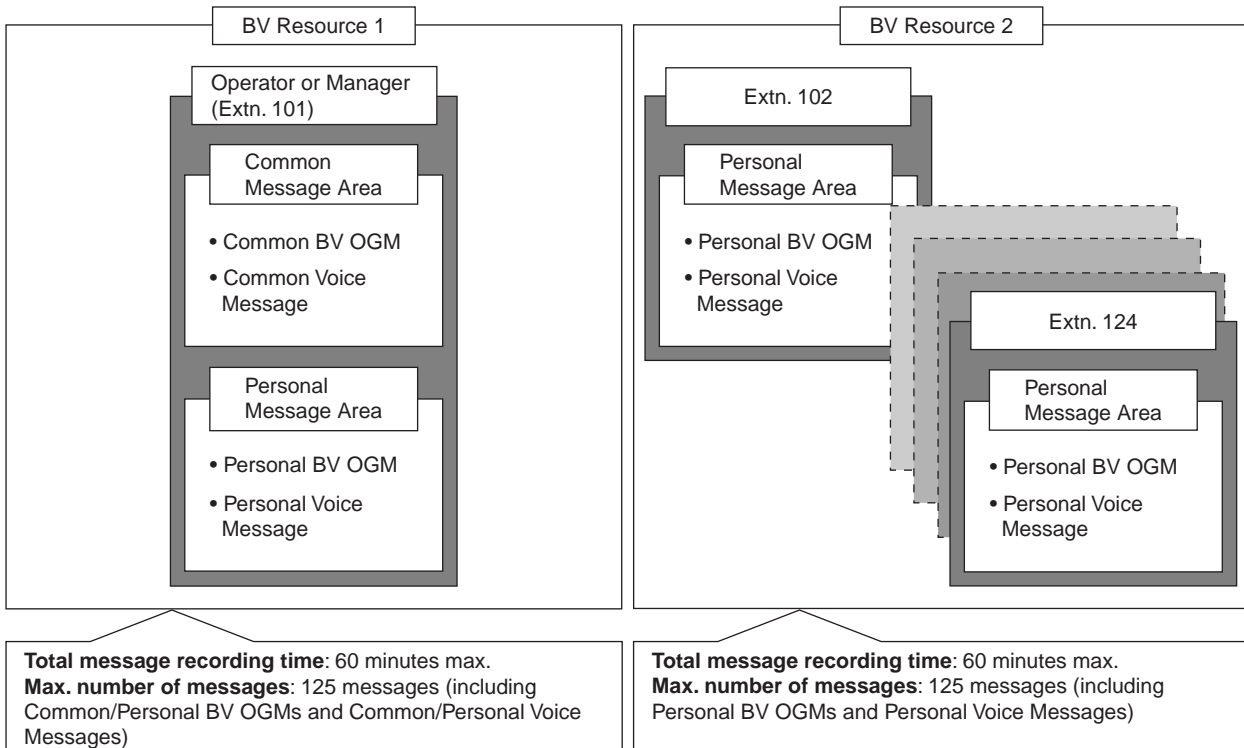 BV Resource 1
Operator or Manager
(Extn. 101)
Common
Message Area
• Common BV OGM
• Common Voice
Message
Personal
Message Area
• Personal BV OGM
• Personal Voice
Message
Total message recording time: 60 minutes max.
Max. number of messages: 125 messages (including
Common/Personal BV OGMs and Common/Personal Voice
Messages)
BV Resource 2
Extn. 102
Personal
Message Area
• Personal BV OGM
• Personal Voice
Message
Extn. 124
Personal
Message Area
• Personal BV OGM
• Personal Voice
Message
Total message recording time: 60 minutes max.
Max. number of messages: 125 messages (including
Personal BV OGMs and Personal Voice Messages)